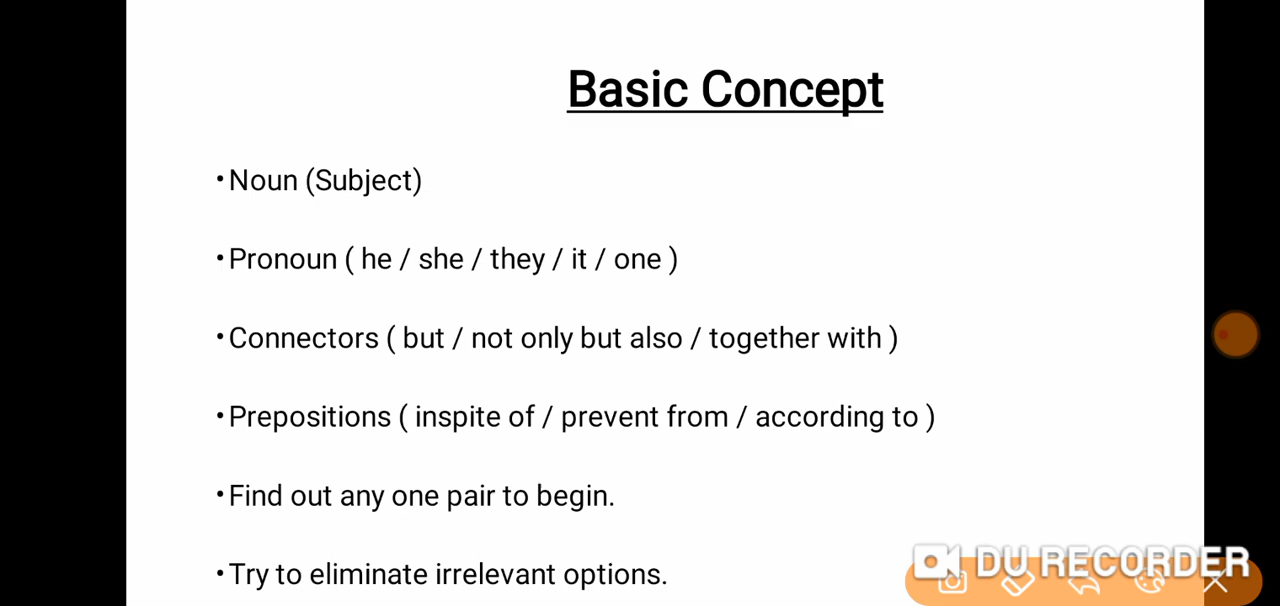 Basic Concept
• Noun (Subject)
• Pronoun ( he / she / they / it / one )
• Connectors ( but / not only but also / together with )
• Prepositions ( inspite of / prevent from / according to )
• Find out any one pair to begin.
• Try to eliminate irrelevant options.
DU RECORDER